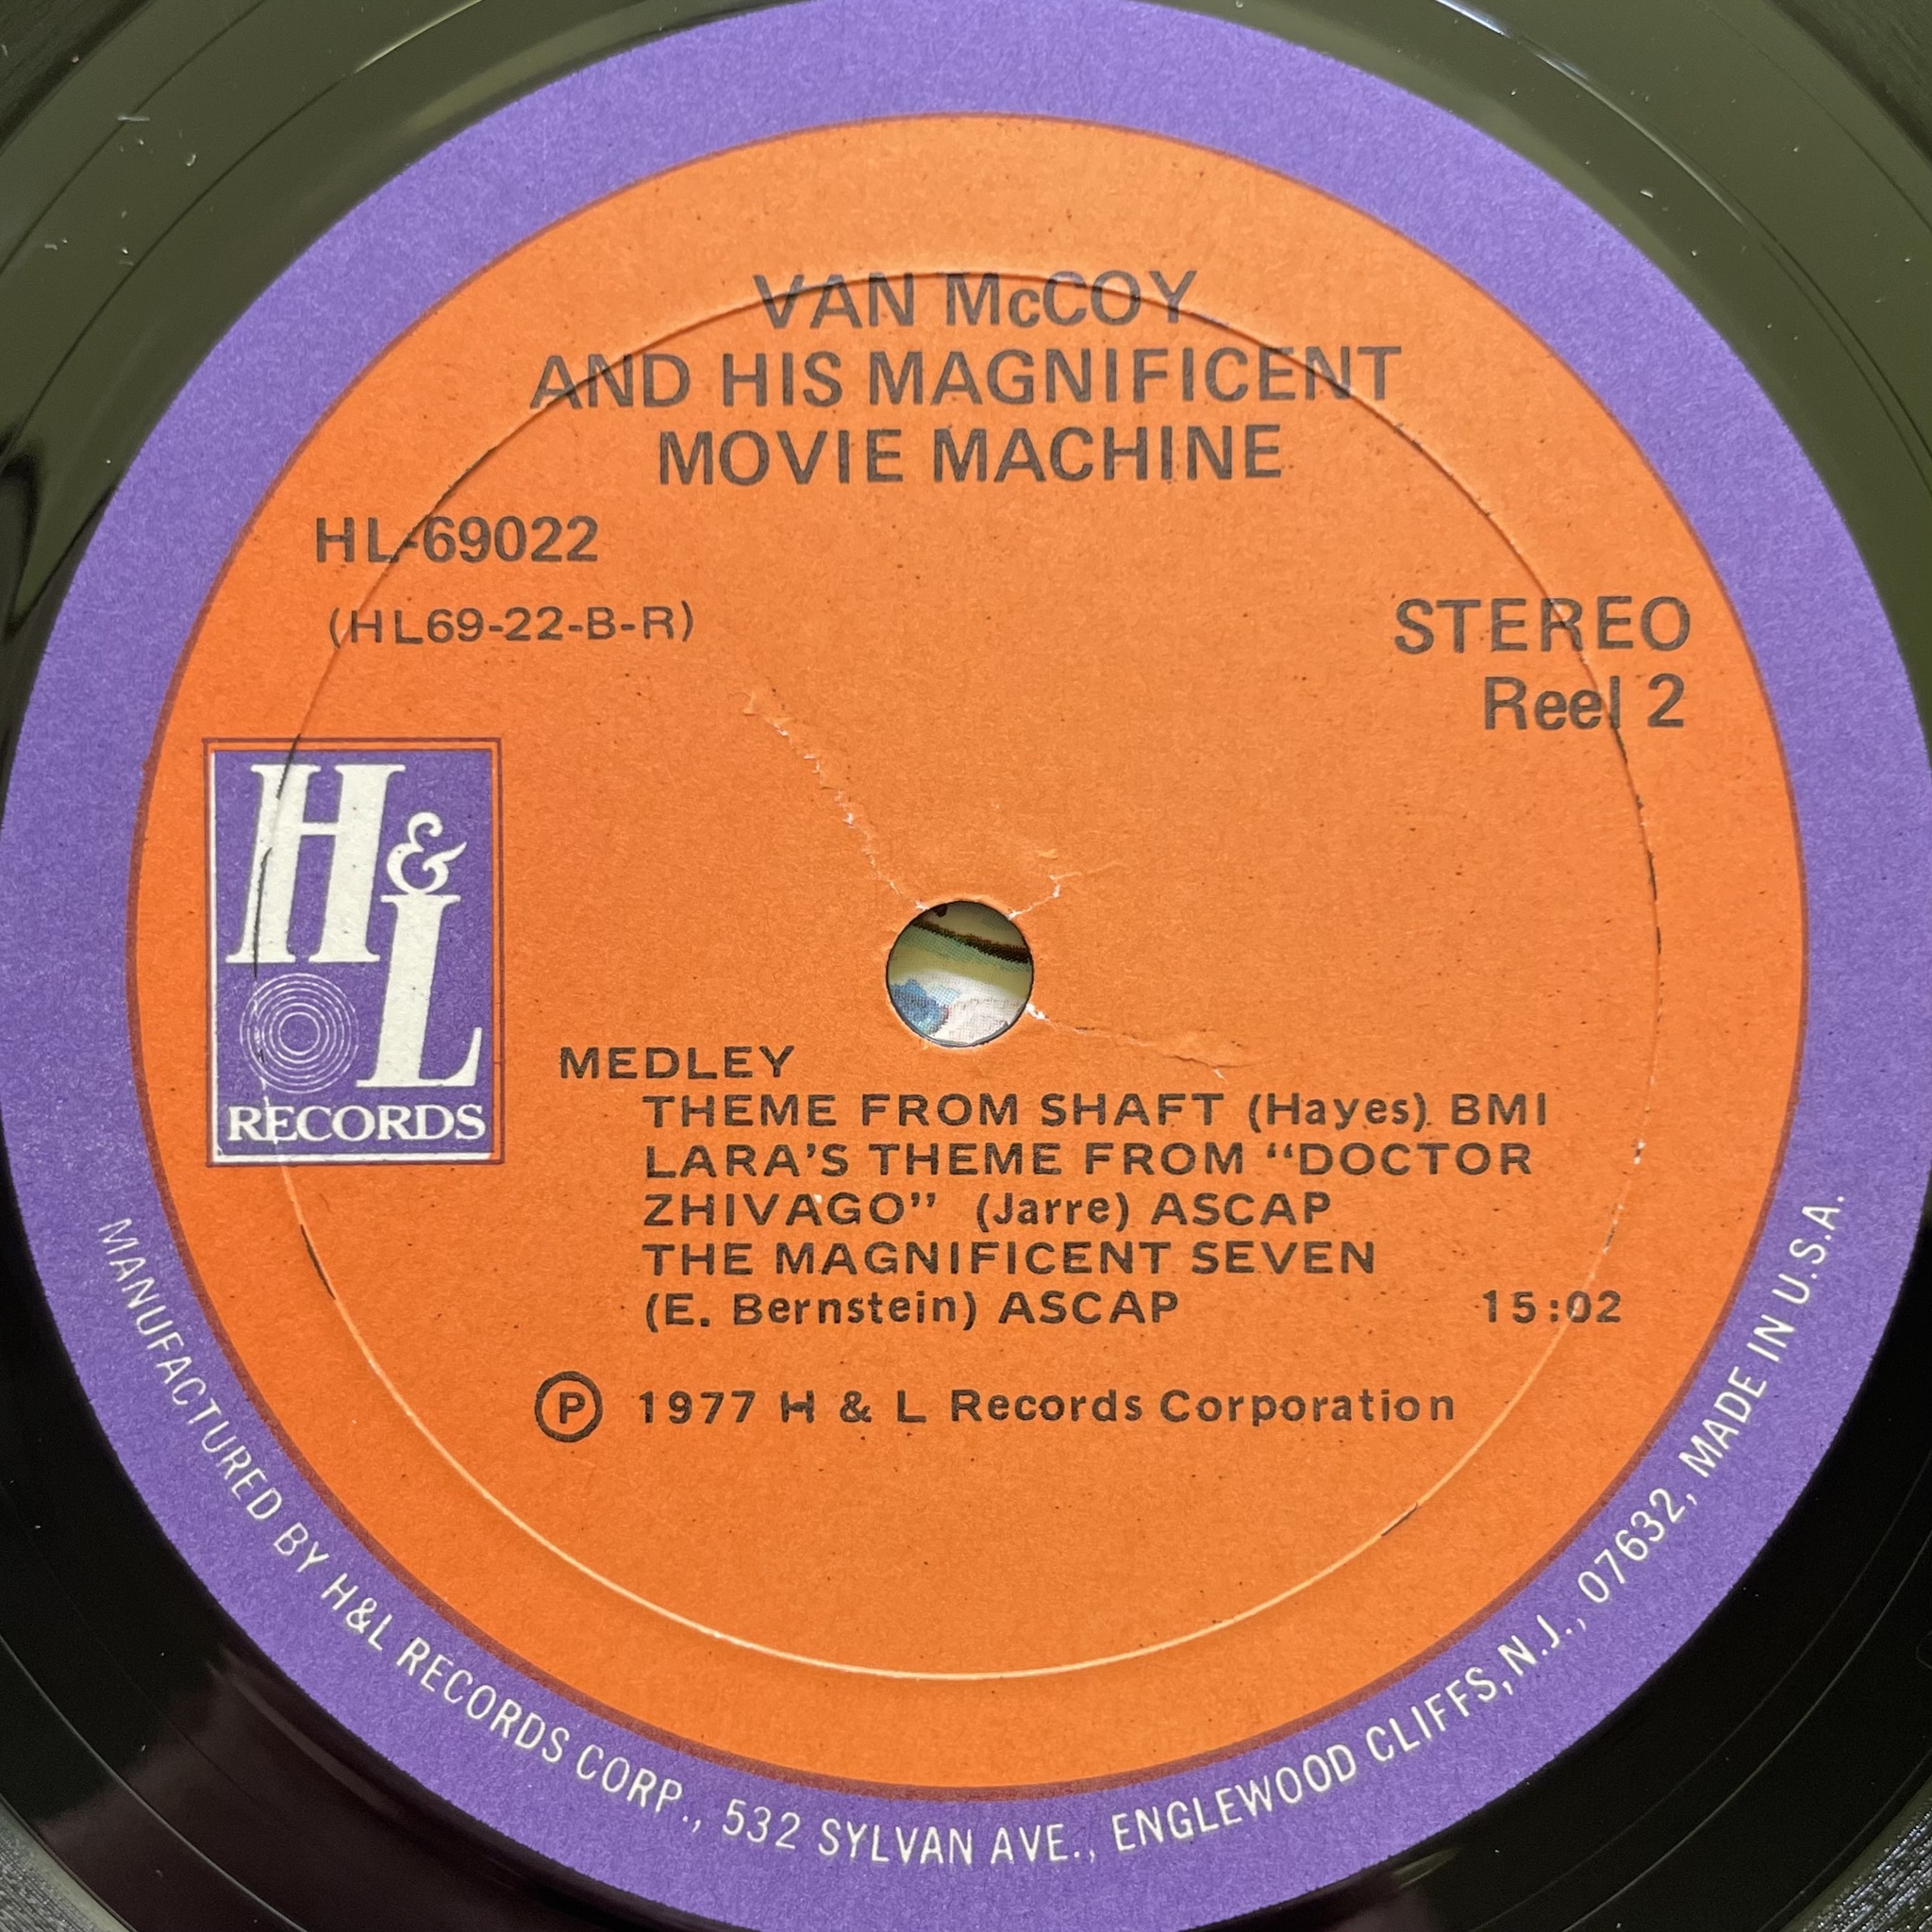 VAN McCOY
AND HIS MAGNIFICENT
MOVIE MACHINE
HL-69022
(HL69-22-B-R)
STEREO
Reel 2
H&L
RECORDS
MEDLEY
THEME FROM SHAFT (Hayes) BMI
LARA'S THEME FROM “DOCTOR
ZHIVAGO” (Jarre) ASCAP
THE MAGNIFICENT SEVEN
(E. Bernstein) ASCAP 15:02
Ⓟ 1977 H & L Records Corporation
MANUFACTURED BY H&L RECORDS CORP., 532 SYLVAN AVE., ENGLEWOOD CLIFFS, N.J., 07632, MADE IN U.S.A.